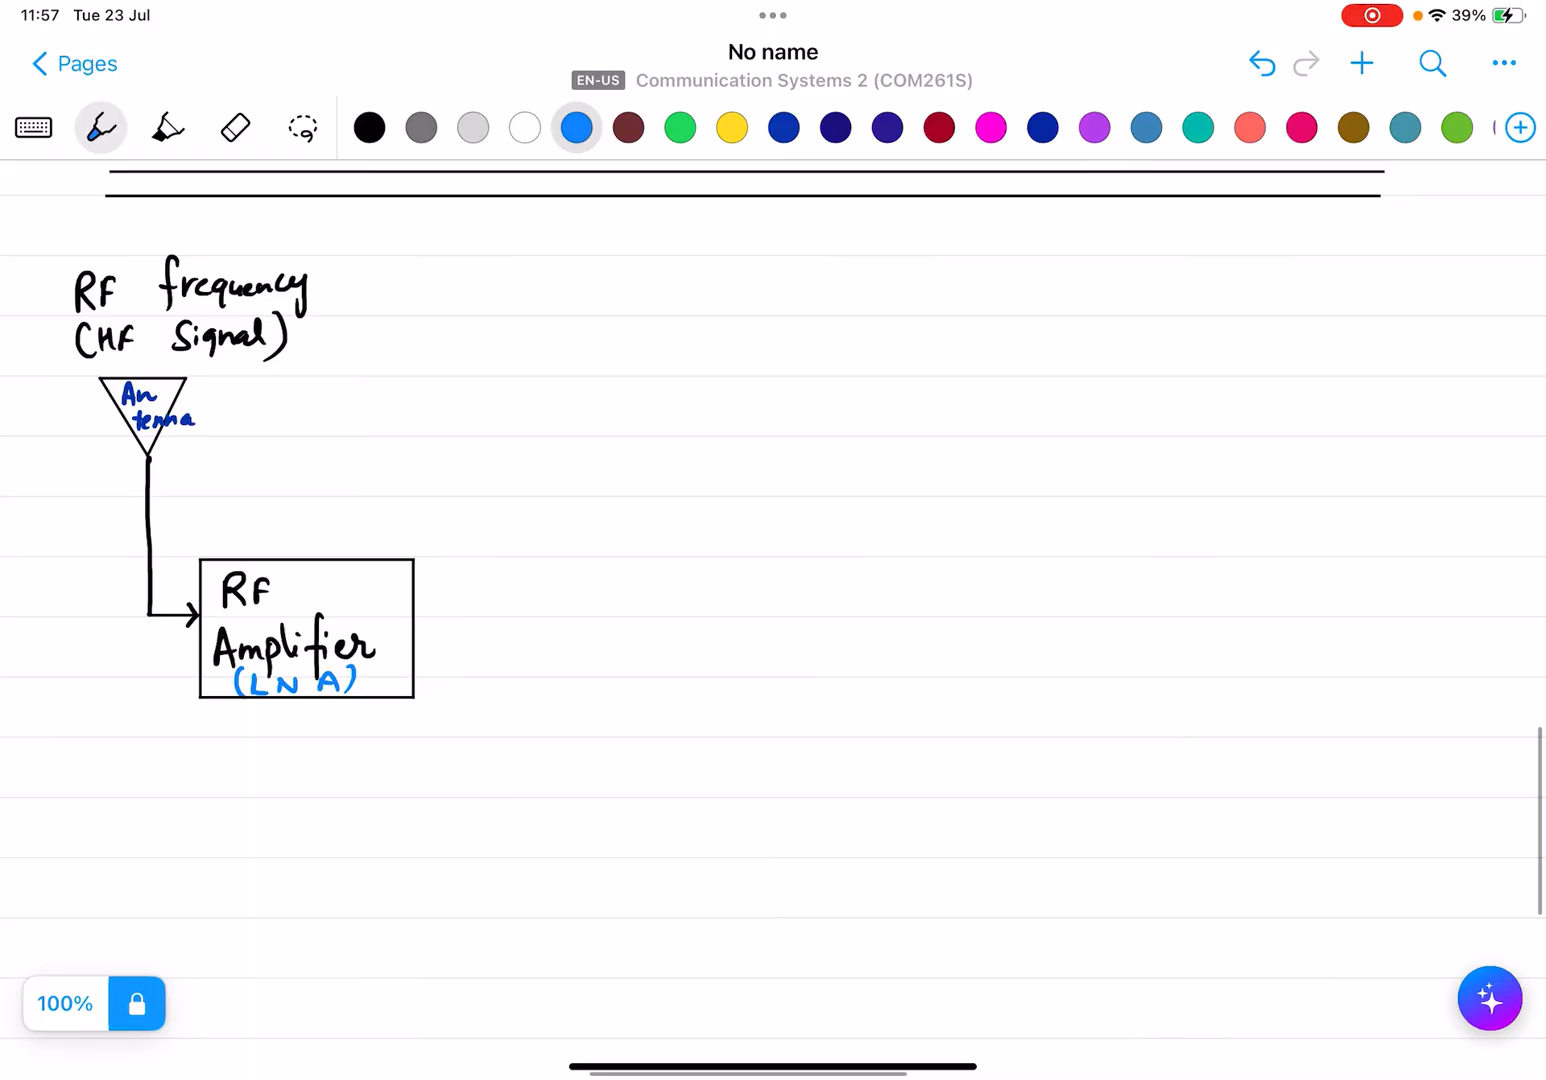 11:57 Tue 23 Jul
39%
Pages
No name
EN-US Communication Systems 2 (COM261S)
RF frequency
(HF Signal)
An
tenna
RF
Amplifier
(LNA)
100%